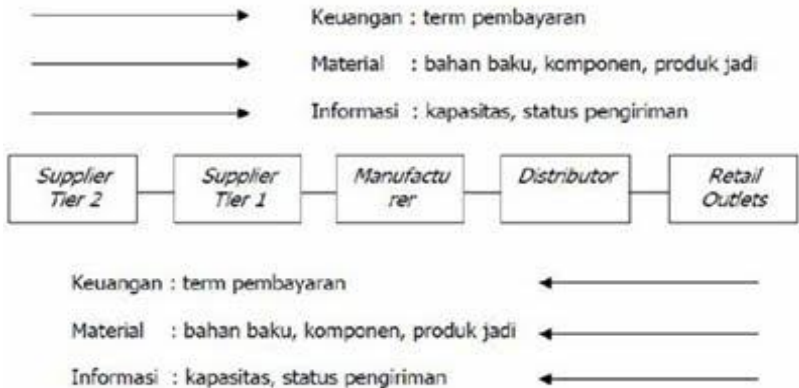 Keuangan : term pembayaran
Material : bahan baku, komponen, produk jadi
Informasi : kapasitas, status pengiriman
Supplier Tier 2
Supplier Tier 1
Manufactu rer
Distributor
Retail Outlets
Keuangan : term pembayaran
Material : bahan baku, komponen, produk jadi
Informasi : kapasitas, status pengiriman